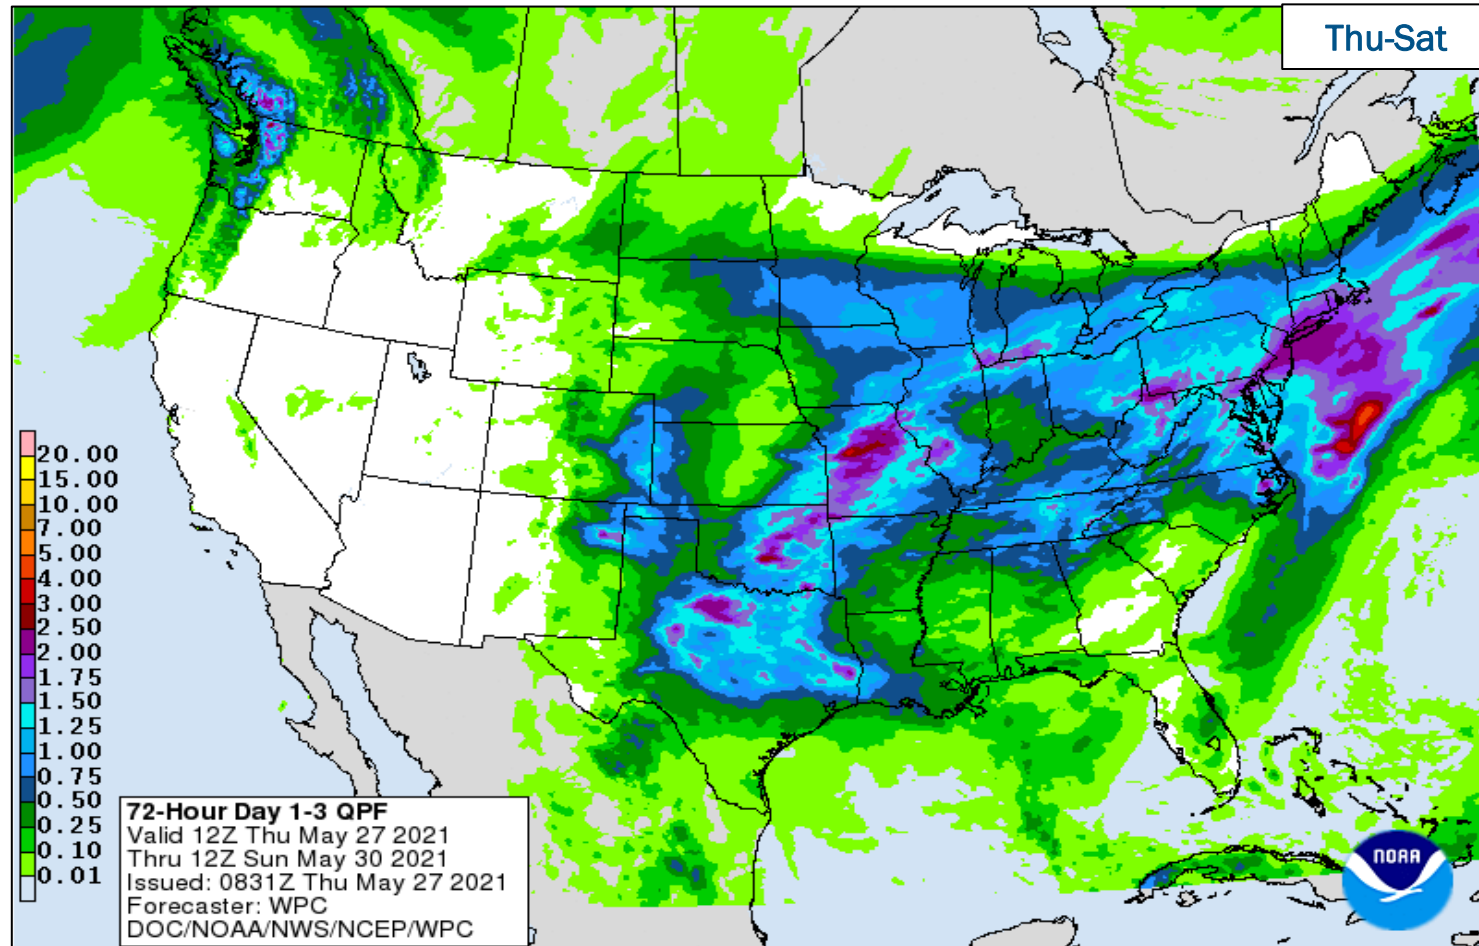 Thu-Sat
20.00
15.00
10.00
7.00
5.00
4.00
3.00
2.50
2.00
1.75
1.50
1.25
1.00
0.75
0.50
0.25
0.10
0.01
72-Hour Day 1-3 QPF
Valid 12Z Thu May 27 2021
Thru 12Z Sun May 30 2021
Issued: 0831Z Thu May 27 2021
Forecaster: WPC
DOC/NOAA/NWS/NCEP/WPC
NOAA